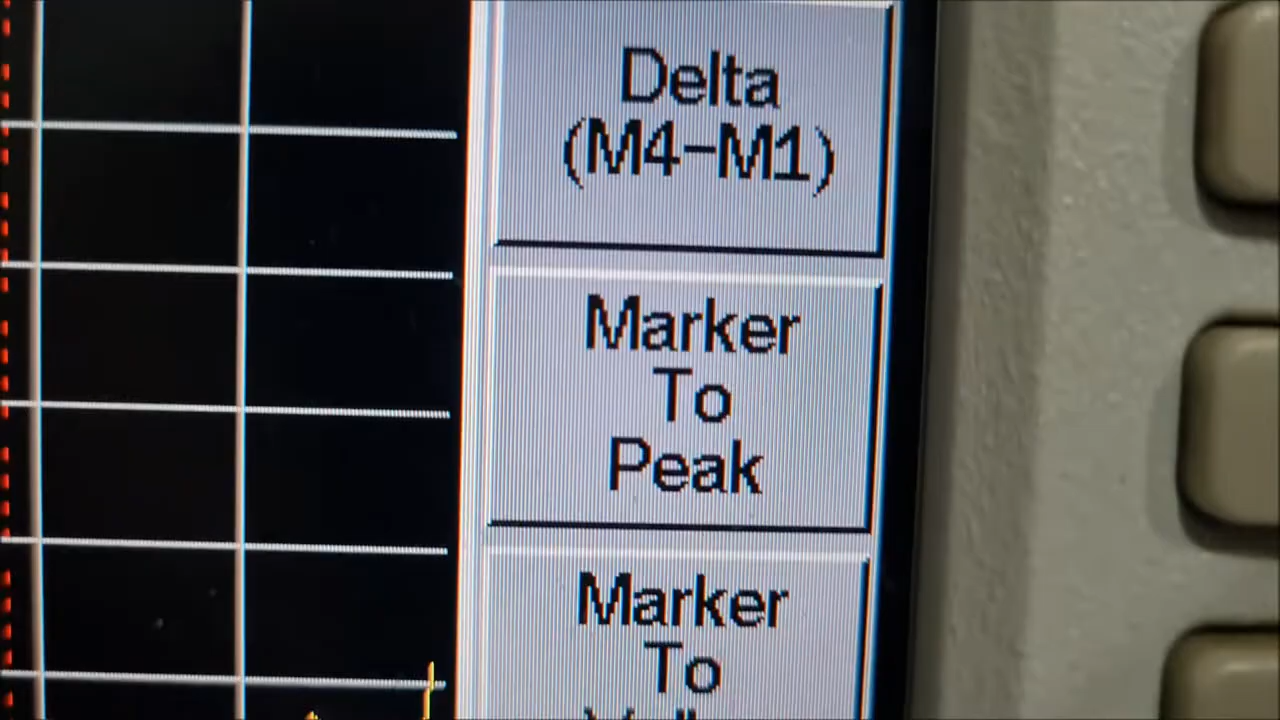 Delta
(M4-M1)
Marker
To
Peak
Marker
To